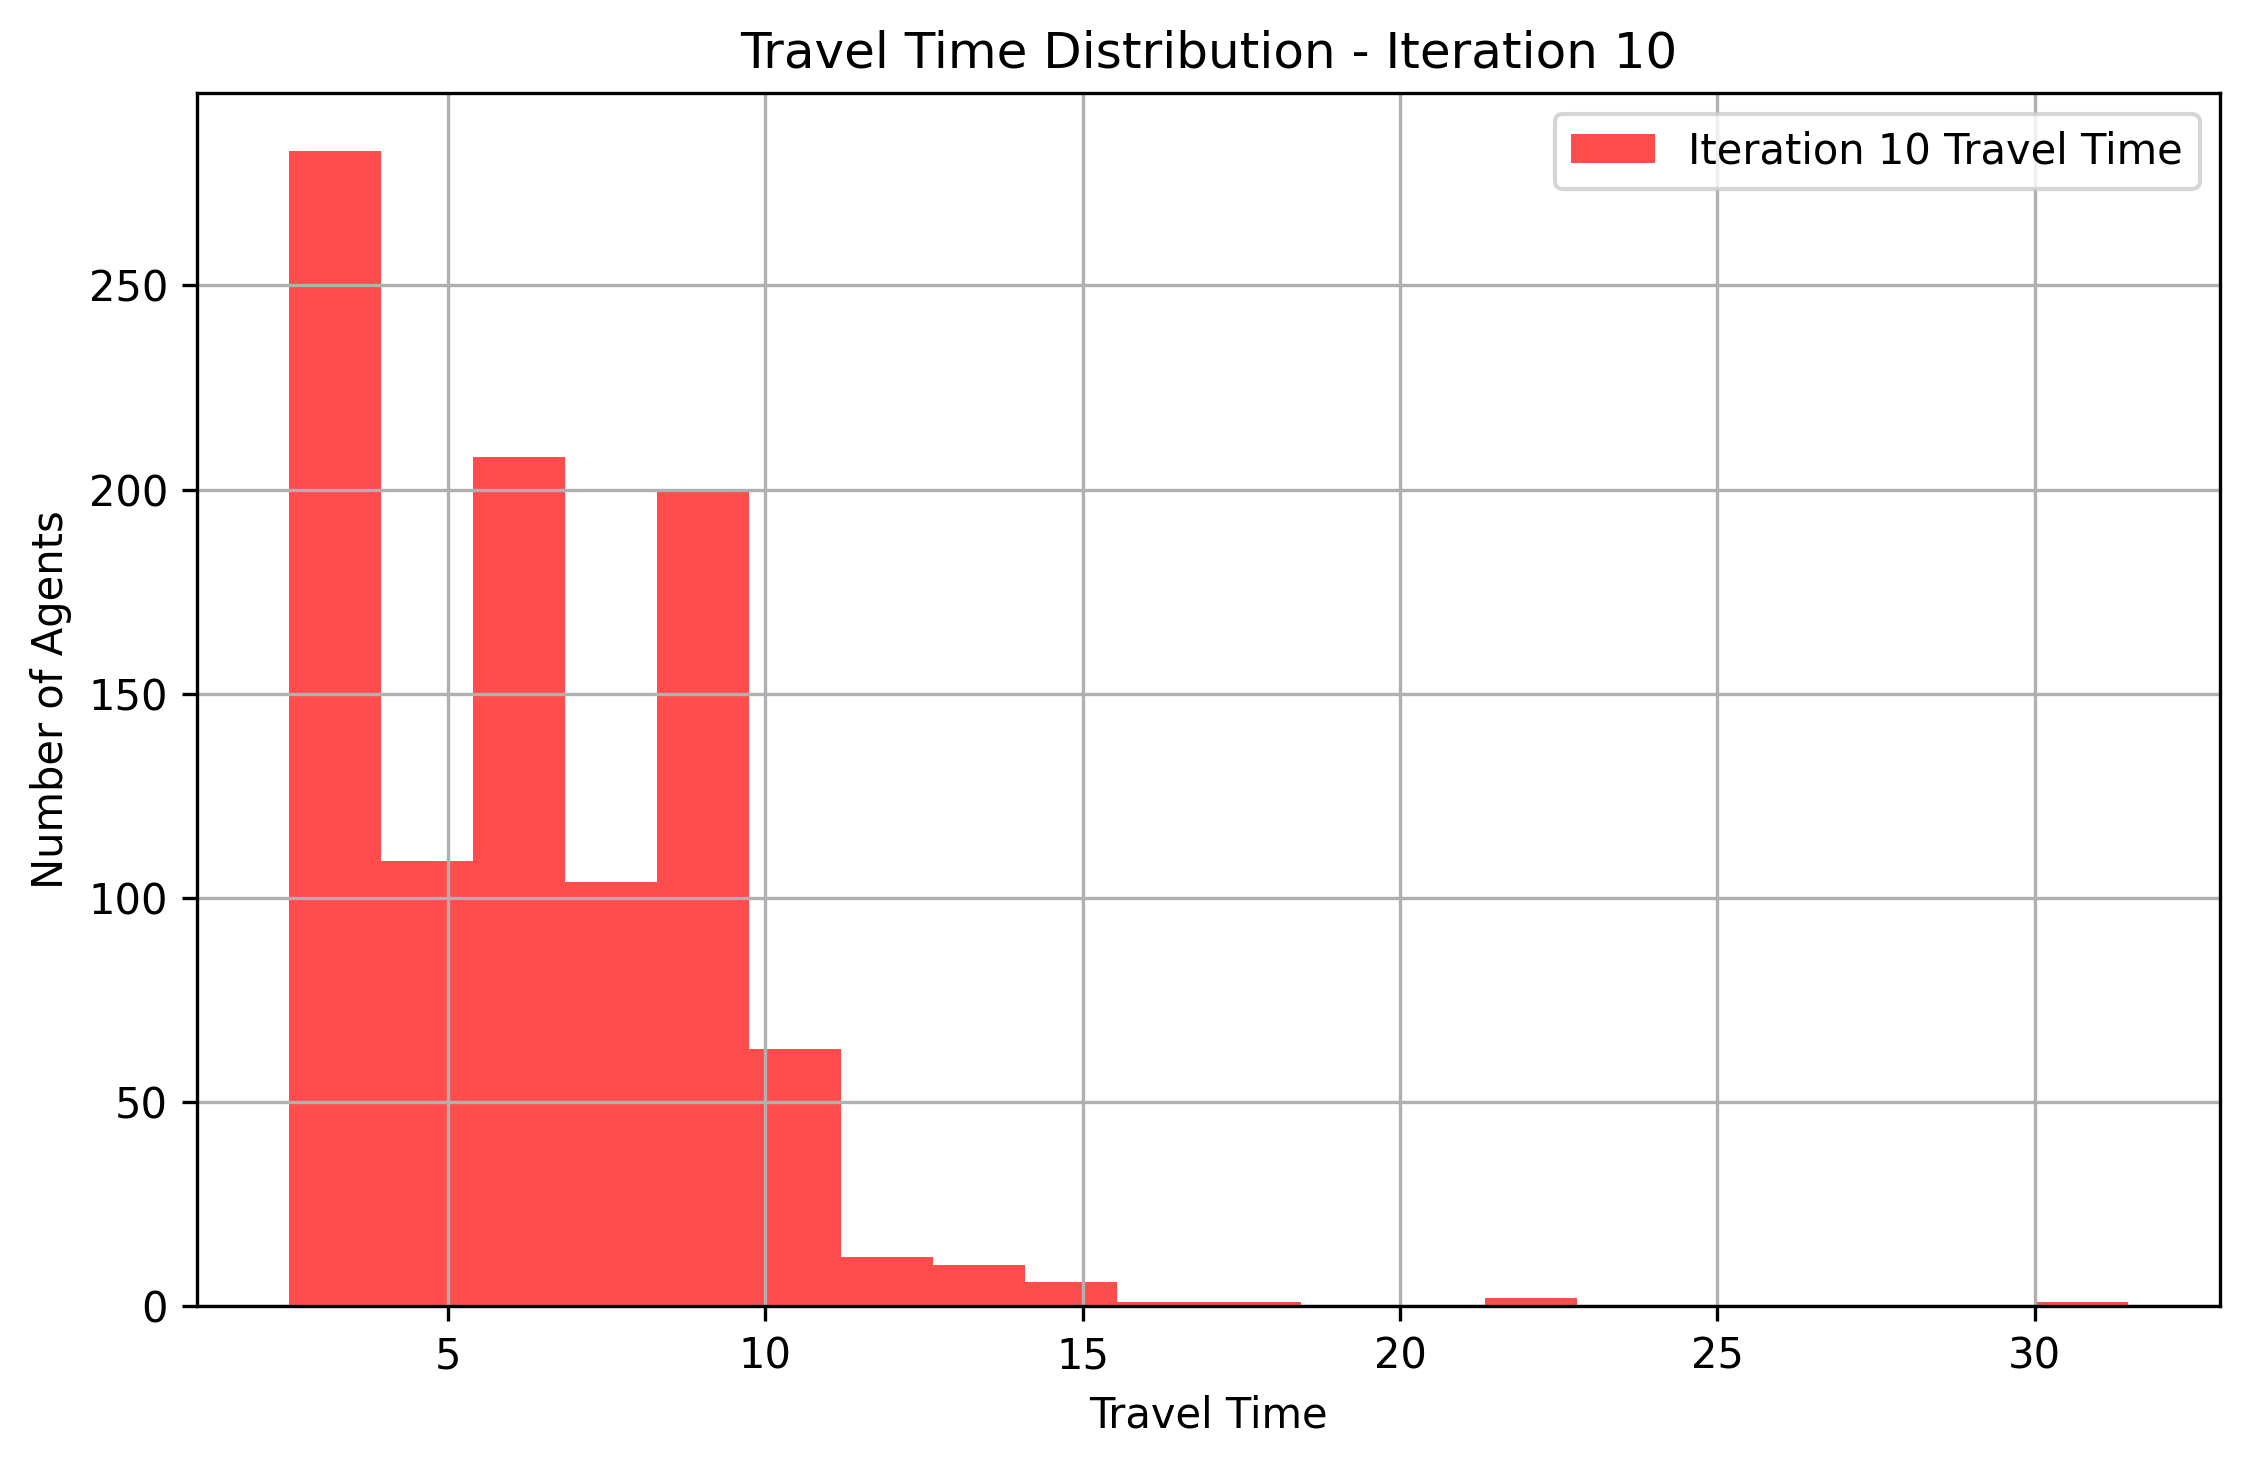 Travel Time Distribution - Iteration 10
Iteration 10 Travel Time
Number of Agents
250
200
150
100
50
0
5 10 15 20 25 30
Travel Time